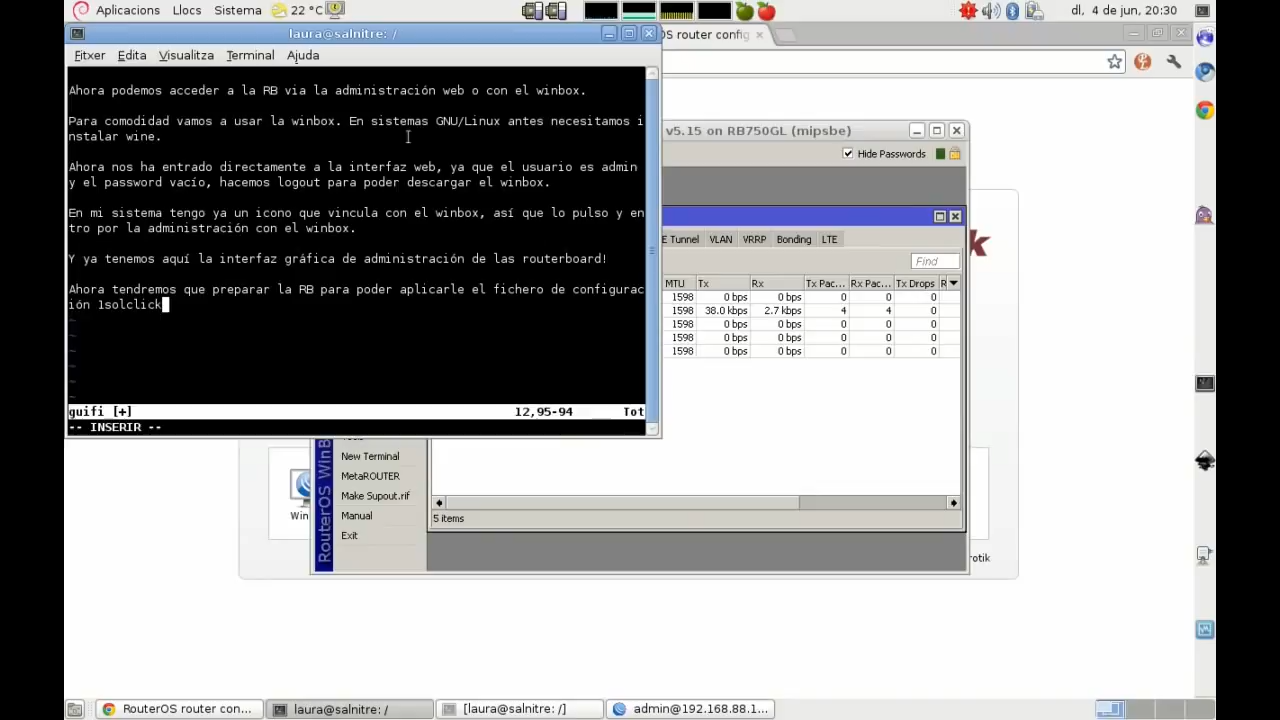 Aplicacions Llocs Sistema 22 °C dl, 4 de jun, 20:30
laura@salnitre: /
OS router config
Fitxer Edita Visualitza Terminal Ajuda
Ahora podemos acceder a la RB via la administración web o con el winbox.
Para comodidad vamos a usar la winbox. En sistemas GNU/Linux antes necesitamos i
nstalar wine.
Ahora nos ha entrado directamente a la interfaz web, ya que el usuario es admin
y el password vacío, hacemos logout para poder descargar el winbox.
En mi sistema tengo ya un icono que vincula con el winbox, así que lo pulso y en
tro por la administración con el winbox.
Y ya tenemos aquí la interfaz gráfica de administración de las routerboard!
Ahora tendremos que preparar la RB para poder aplicarle el fichero de configurac
ión 1solclick
~
~
~
~
~
~
guifi [+] 12,95-94 Tot
-- INSERIR --
v5.15 on RB750GL (mipsbe)
Hide Passwords
E Tunnel VLAN VRRP Bonding LTE
Find
MTU Tx Rx Tx Pac... Rx Pac... Tx Drops R
1598 0 bps 0 bps 0 0 0
1598 38.0 kbps 2.7 kbps 4 4 0
1598 0 bps 0 bps 0 0 0
1598 0 bps 0 bps 0 0 0
1598 0 bps 0 bps 0 0 0
New Terminal
MetaROUTER
Make Supout.rif
Manual
Exit
RouterOS WinB
5 items
Win
k
otik
RouterOS router con... laura@salnitre: / [laura@salnitre: /] admin@192.168.88.1...